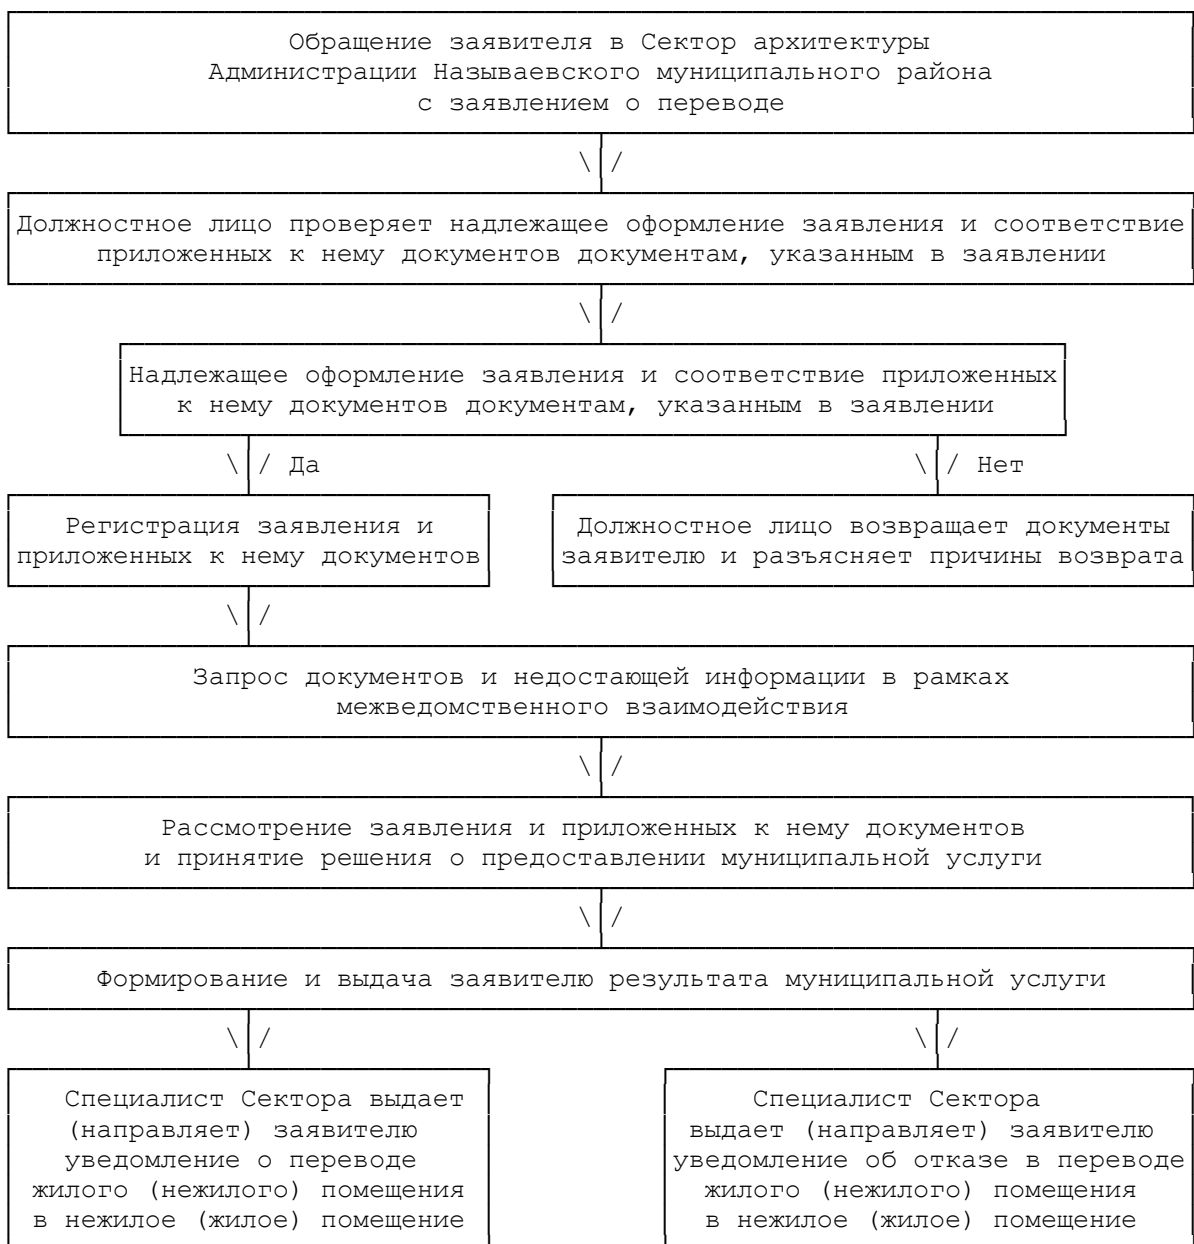 Обращение заявителя в Сектор архитектуры
Администрации Называевского муниципального района
с заявлением о переводе
Должностное лицо проверяет надлежащее оформление заявления и соответствие
приложенных к нему документов документам, указанным в заявлении
Надлежащее оформление заявления и соответствие приложенных
к нему документов документам, указанным в заявлении
Да
Нет
Регистрация заявления и
приложенных к нему документов
Должностное лицо возвращает документы
заявителю и разъясняет причины возврата
Запрос документов и недостающей информации в рамках
межведомственного взаимодействия
Рассмотрение заявления и приложенных к нему документов
и принятие решения о предоставлении муниципальной услуги
Формирование и выдача заявителю результата муниципальной услуги
Специалист Сектора выдает
(направляет) заявителю
уведомление о переводе
жилого (нежилого) помещения
в нежилое (жилое) помещение
Специалист Сектора
выдает (направляет) заявителю
уведомление об отказе в переводе
жилого (нежилого) помещения
в нежилое (жилое) помещение